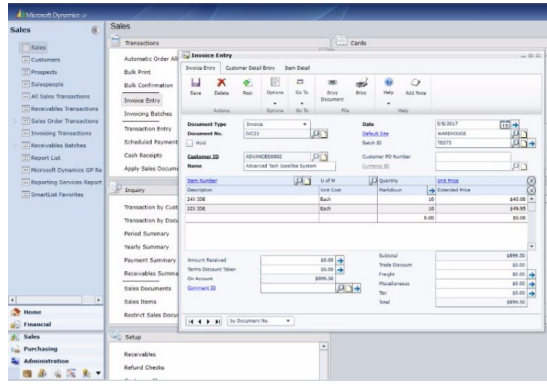 Microsoft Dynamics
Sales
Sales
Customers
Prospects
Salespeople
All Sales Transactions
Receivables Transactions
Sales Order Transactions
Invoicing Transactions
Receivables Batches
Report List
Microsoft Dynamics GP Re
Reporting Services Report
SmartList Favorites
Home
Financial
Sales
Purchasing
Administration
Sales
Transactions
Automatic Order All
Bulk Print
Bulk Confirmation
Invoice Entry
Invoicing Batches
Transaction Entry
Scheduled Payment
Cash Receipts
Apply Sales Docume
Inquiry
Transaction by Cust
Transaction by Docu
Period Summary
Yearly Summary
Payment Summary
Receivables Summa
Sales Documents
Sales Items
Restrict Sales Docu
Setup
Receivables
Refund Checks
Cards
Invoice Entry
Invoice Entry Customer Detail Entry Item Detail
Save Delete Post Options Go To Print Document Print Help Add Note
Actions Options Go To File Help
Document Type Invoice Date 5/8/2017
Document No. IVC21 Default Site WAREHOUSE
Hold Batch ID TEST5
Customer ID ADVANCED0002 Customer PO Number
Name Advanced Tech Satellite System Currency ID
Item Number U of M Quantity Unit Price
Description Unit Cost Markdown Extended Price
24X IDE Each 10 $40.00
32X IDE Each 10 $49.95
0.00 $0.00
Subtotal $899.50
Amount Received $0.00 Trade Discount $0.00
Terms Discount Taken $0.00 Freight $0.00
On Account $899.50 Miscellaneous $0.00
Comment ID Tax $0.00
Total $899.50
by Document No.